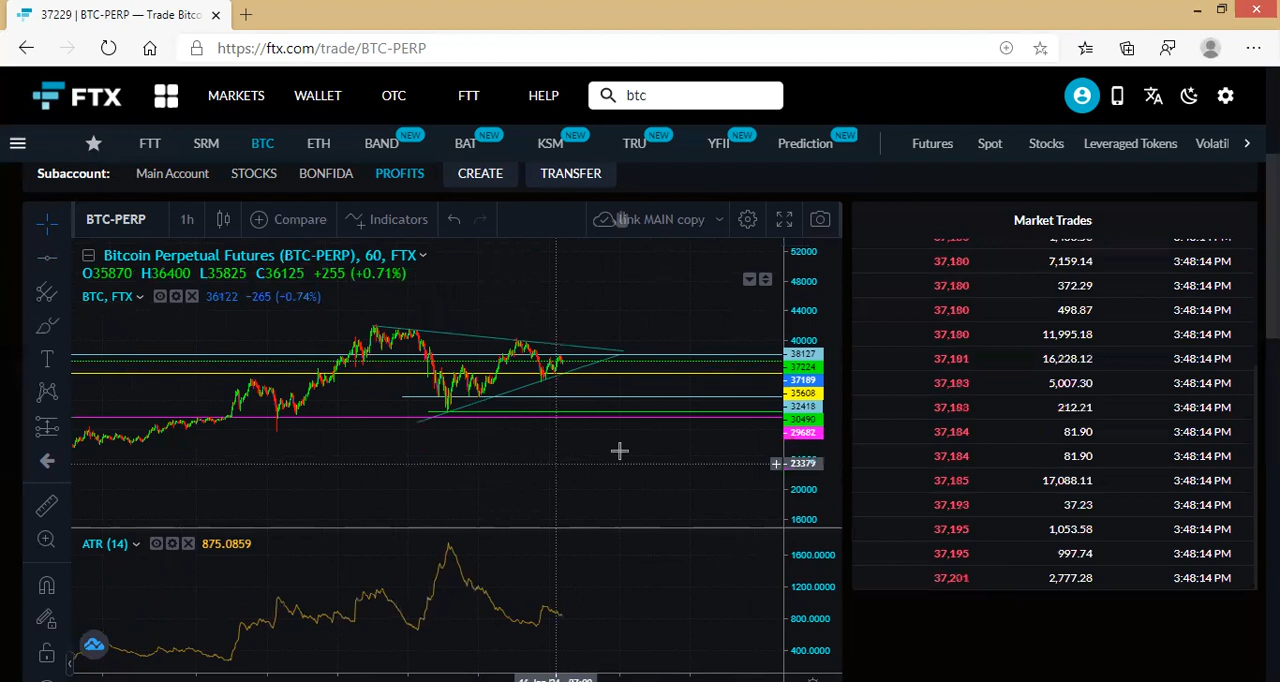 37229 | BTC-PERP — Trade Bitco
https://ftx.com/trade/BTC-PERP
FTX MARKETS WALLET OTC FTT HELP btc
FTT SRM BTC ETH BAND NEW BAT NEW KSM NEW TRU NEW YFII NEW Prediction NEW Futures Spot Stocks Leveraged Tokens Volati
Subaccount: Main Account STOCKS BONFIDA PROFITS CREATE TRANSFER
BTC-PERP 1h Compare Indicators link MAIN copy
Market Trades
Bitcoin Perpetual Futures (BTC-PERP), 60, FTX
O35870 H36400 L35825 C36125 +255 (+0.71%)
BTC, FTX 36122 −265 (−0.74%)
52000
48000
44000
40000
38127
37224
37189
35608
32418
30490
29682
23379
20000
16000
ATR (14) 875.0859
1600.0000
1200.0000
800.0000
400.0000
37,180 7,159.14 3:48:14 PM
37,180 372.29 3:48:14 PM
37,180 498.87 3:48:14 PM
37,180 11,995.18 3:48:14 PM
37,181 16,228.12 3:48:14 PM
37,183 5,007.30 3:48:14 PM
37,183 212.21 3:48:14 PM
37,184 81.90 3:48:14 PM
37,184 81.90 3:48:14 PM
37,185 17,088.11 3:48:14 PM
37,193 37.23 3:48:14 PM
37,195 1,053.58 3:48:14 PM
37,195 997.74 3:48:14 PM
37,201 2,777.28 3:48:14 PM